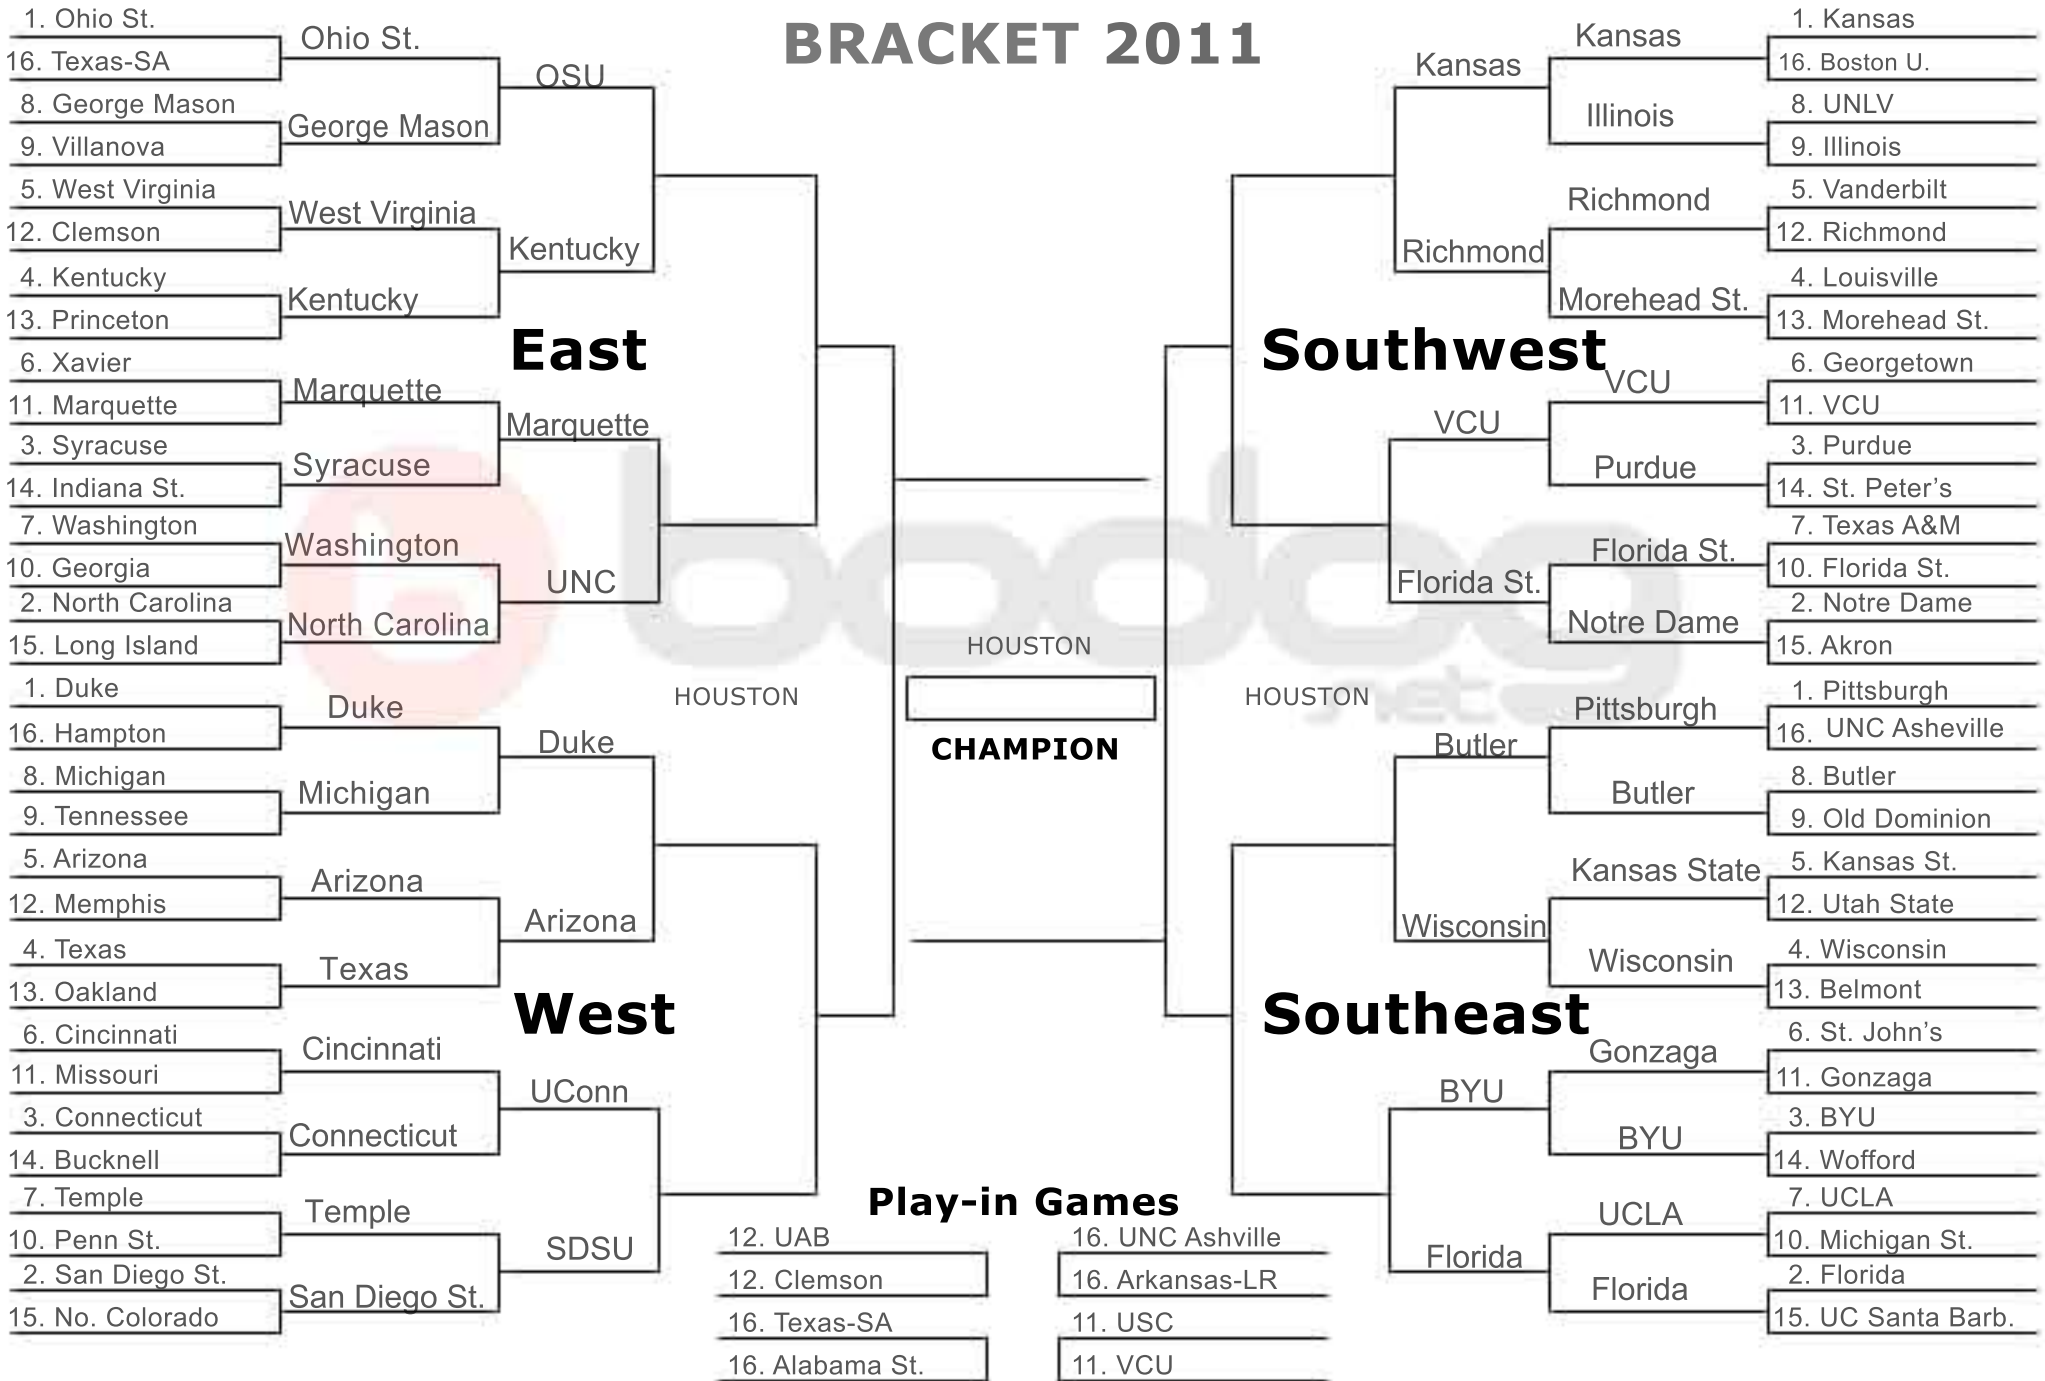 BRACKET 2011
1. Ohio St.
16. Texas-SA
8. George Mason
9. Villanova
5. West Virginia
12. Clemson
4. Kentucky
13. Princeton
6. Xavier
11. Marquette
3. Syracuse
14. Indiana St.
7. Washington
10. Georgia
2. North Carolina
15. Long Island
Ohio St.
George Mason
West Virginia
Kentucky
Marquette
Syracuse
Washington
North Carolina
OSU
Kentucky
Marquette
UNC
East
1. Duke
16. Hampton
8. Michigan
9. Tennessee
5. Arizona
12. Memphis
4. Texas
13. Oakland
6. Cincinnati
11. Missouri
3. Connecticut
14. Bucknell
7. Temple
10. Penn St.
2. San Diego St.
15. No. Colorado
Duke
Michigan
Arizona
Texas
Cincinnati
Connecticut
Temple
San Diego St.
Duke
Arizona
UConn
SDSU
West
HOUSTON
HOUSTON
HOUSTON
CHAMPION
bodog
.net
Kansas
Richmond
VCU
Florida St.
Southwest
Kansas
Illinois
Richmond
Morehead St.
VCU
Purdue
Florida St.
Notre Dame
1. Kansas
16. Boston U.
8. UNLV
9. Illinois
5. Vanderbilt
12. Richmond
4. Louisville
13. Morehead St.
6. Georgetown
11. VCU
3. Purdue
14. St. Peter’s
7. Texas A&M
10. Florida St.
2. Notre Dame
15. Akron
Butler
Wisconsin
BYU
Florida
Southeast
Pittsburgh
Butler
Kansas State
Wisconsin
Gonzaga
BYU
UCLA
Florida
1. Pittsburgh
16. UNC Asheville
8. Butler
9. Old Dominion
5. Kansas St.
12. Utah State
4. Wisconsin
13. Belmont
6. St. John’s
11. Gonzaga
3. BYU
14. Wofford
7. UCLA
10. Michigan St.
2. Florida
15. UC Santa Barb.
Play-in Games
12. UAB
12. Clemson
16. Texas-SA
16. Alabama St.
16. UNC Ashville
16. Arkansas-LR
11. USC
11. VCU